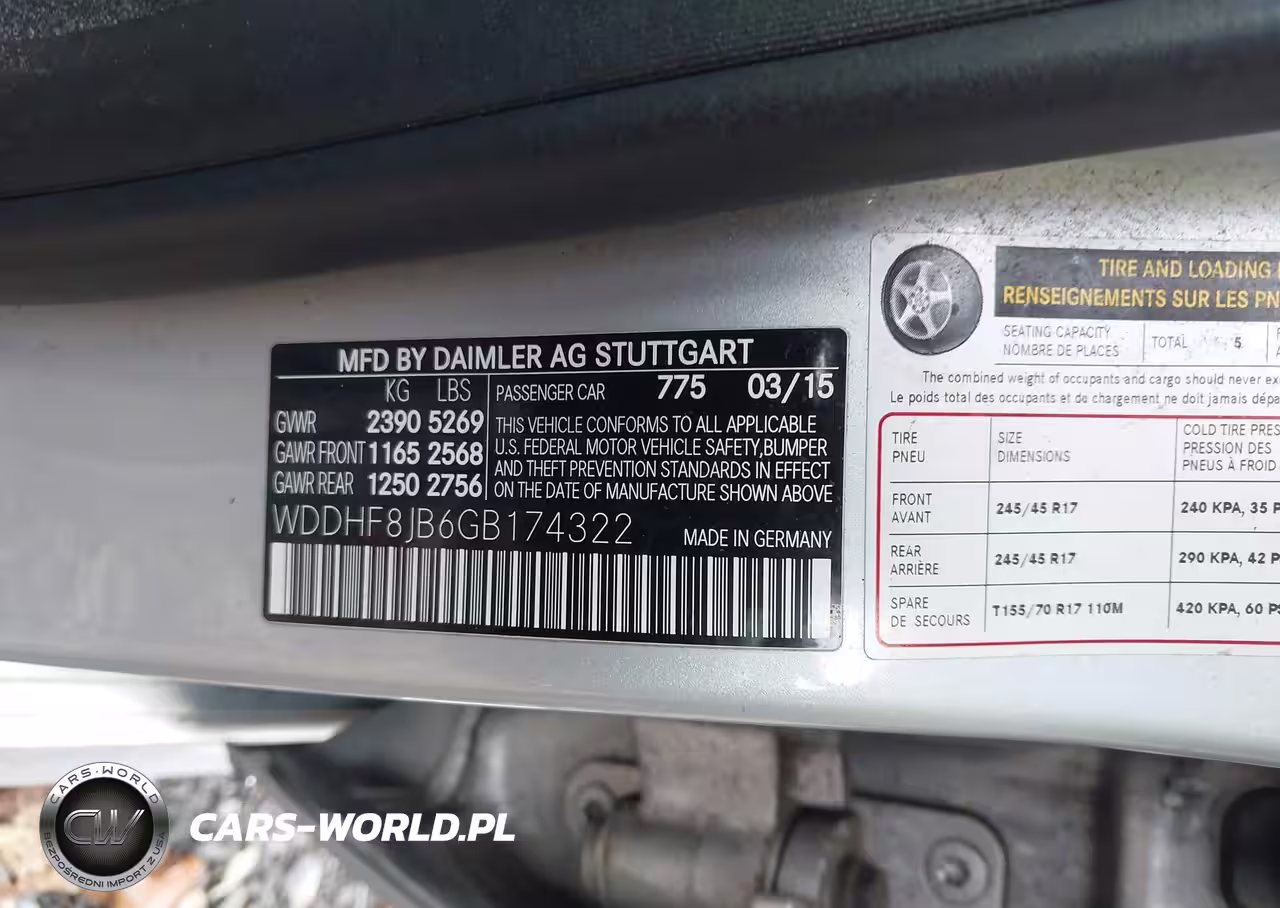 MFD BY DAIMLER AG STUTTGART
KG LBS
PASSENGER CAR 775 03/15
GVWR 2390 5269
GAWR FRONT 1165 2568
GAWR REAR 1250 2756
THIS VEHICLE CONFORMS TO ALL APPLICABLE
U.S. FEDERAL MOTOR VEHICLE SAFETY,BUMPER
AND THEFT PREVENTION STANDARDS IN EFFECT
ON THE DATE OF MANUFACTURE SHOWN ABOVE
WDDHF8JB6GB174322
MADE IN GERMANY
TIRE AND LOADING
RENSEIGNEMENTS SUR LES PN
SEATING CAPACITY
NOMBRE DE PLACES
TOTAL 5
The combined weight of occupants and cargo should never ex
Le poids total des occupants et du chargement ne doit jamais dépa
TIRE
PNEU
SIZE
DIMENSIONS
COLD TIRE PRES
PRESSION DES
PNEUS À FROID
FRONT
AVANT
245/45 R17
240 KPA, 35 P
REAR
ARRIÈRE
245/45 R17
290 KPA, 42 P
SPARE
DE SECOURS
T155/70 R17 110M
420 KPA, 60 PS
CARS-WORLD
CW
BEZPOŚREDNI IMPORT Z USA
CARS-WORLD.PL